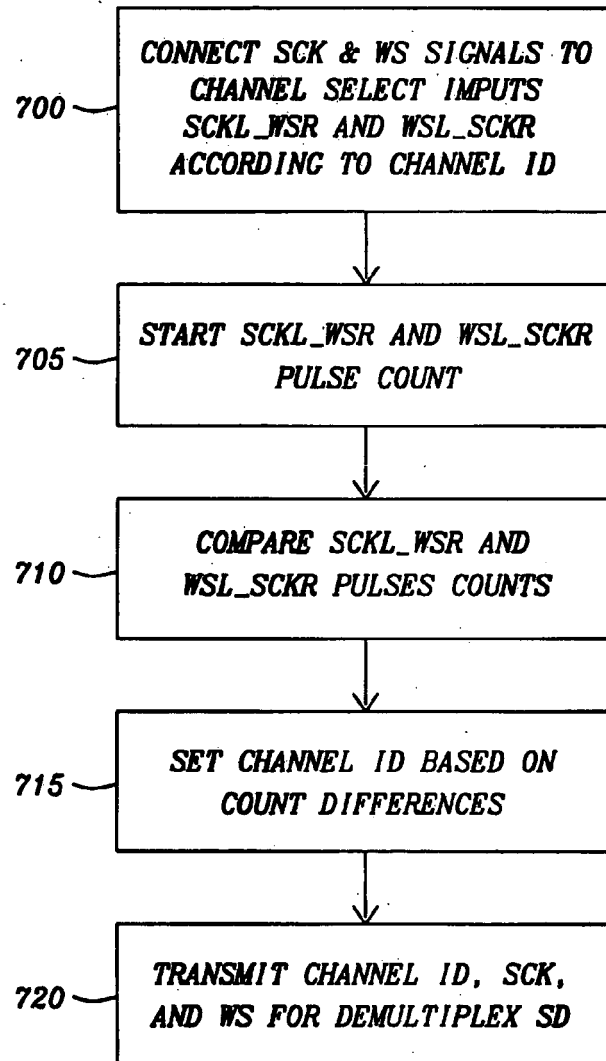 700
CONNECT SCK & WS SIGNALS TO
CHANNEL SELECT IMPUTS
SCKL_WSR AND WSL_SCKR
ACCORDING TO CHANNEL ID
705
START SCKL_WSR AND WSL_SCKR
PULSE COUNT
710
COMPARE SCKL_WSR AND
WSL_SCKR PULSES COUNTS
715
SET CHANNEL ID BASED ON
COUNT DIFFERENCES
720
TRANSMIT CHANNEL ID, SCK,
AND WS FOR DEMULTIPLEX SD